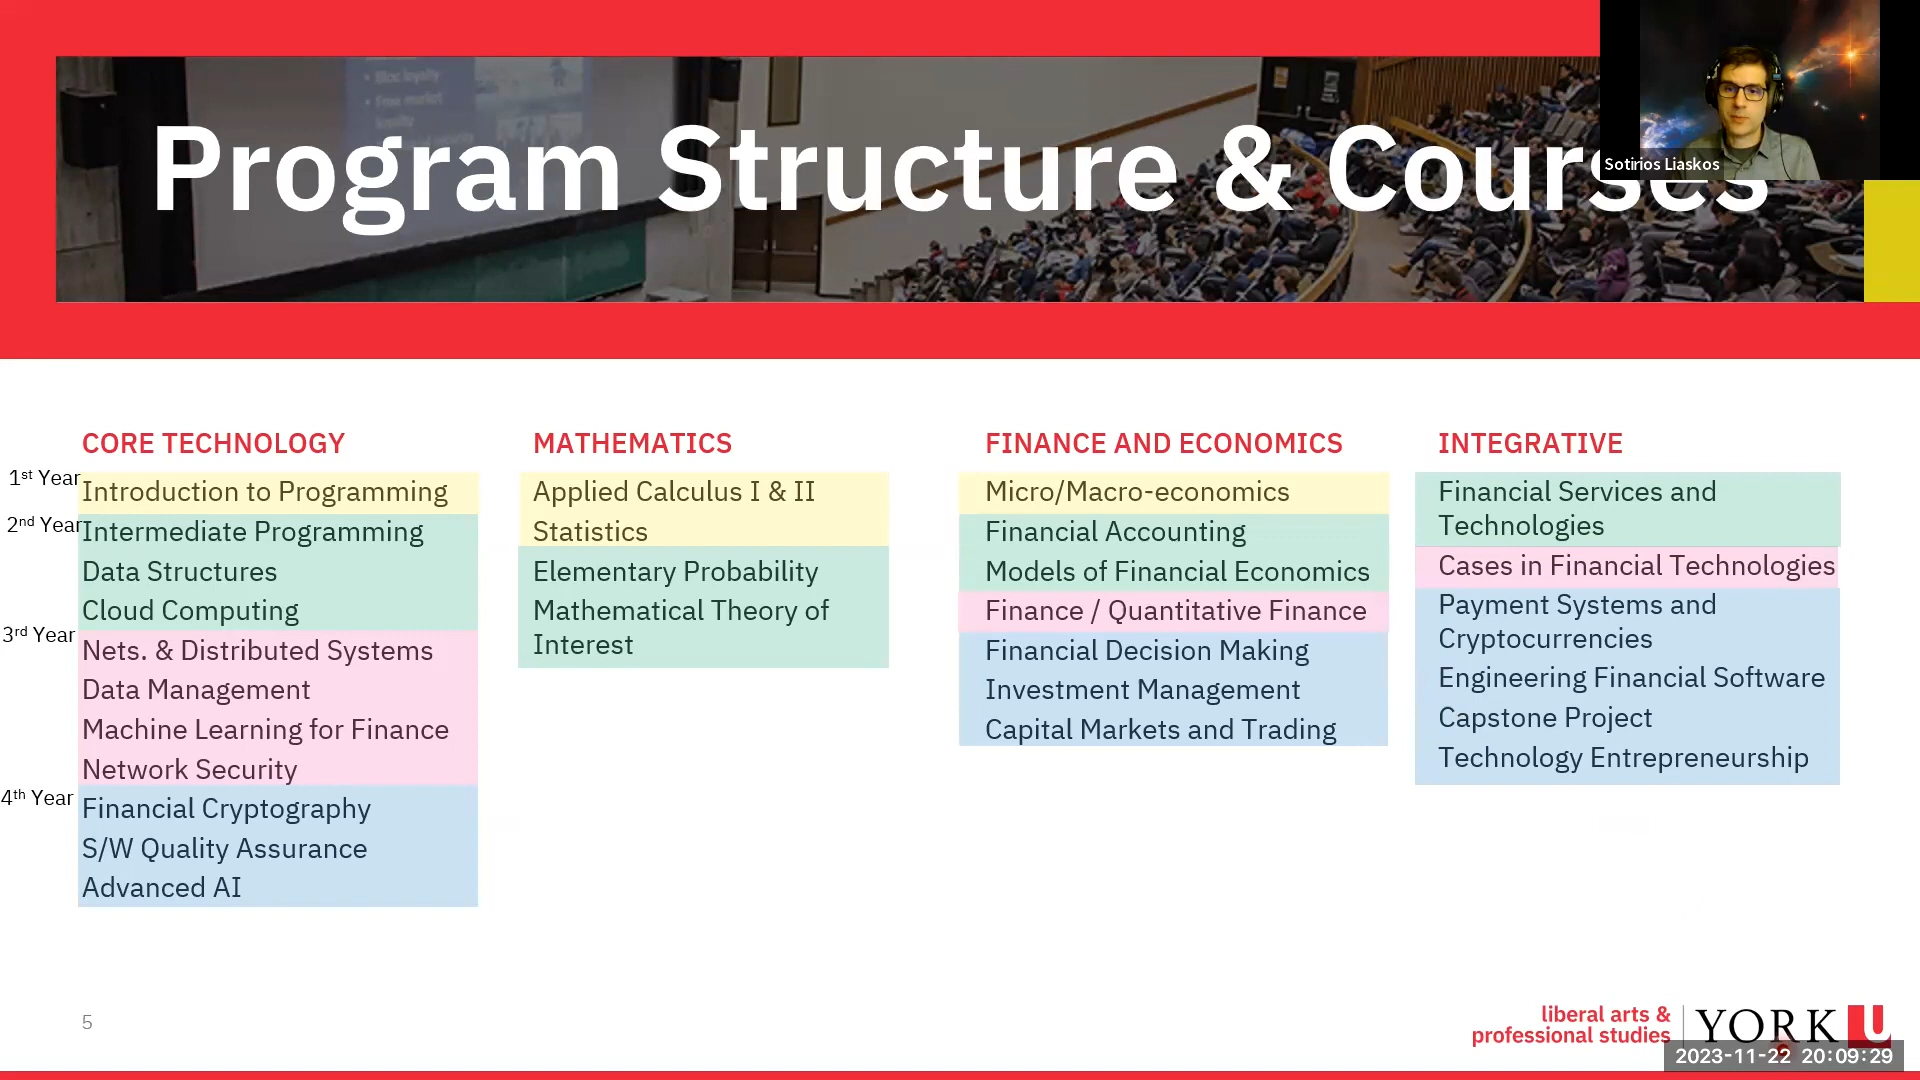 • Bloc loyalty
• Free market
loyalty
Program Structure & Courses
Sotirios Liaskos
CORE TECHNOLOGY
1st Year
Introduction to Programming
2nd Year
Intermediate Programming
Data Structures
Cloud Computing
3rd Year
Nets. & Distributed Systems
Data Management
Machine Learning for Finance
Network Security
4th Year
Financial Cryptography
S/W Quality Assurance
Advanced AI
MATHEMATICS
Applied Calculus I & II
Statistics
Elementary Probability
Mathematical Theory of
Interest
FINANCE AND ECONOMICS
Micro/Macro-economics
Financial Accounting
Models of Financial Economics
Finance / Quantitative Finance
Financial Decision Making
Investment Management
Capital Markets and Trading
INTEGRATIVE
Financial Services and
Technologies
Cases in Financial Technologies
Payment Systems and
Cryptocurrencies
Engineering Financial Software
Capstone Project
Technology Entrepreneurship
5
liberal arts &
professional studies
YORK U
2023-11-22 20:09:29